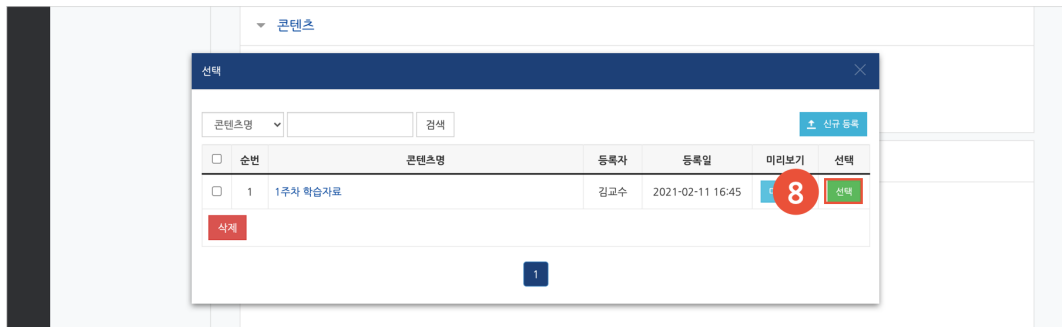 콘텐츠
선택
콘텐츠명 검색 신규 등록
순번 콘텐츠명 등록자 등록일 미리보기 선택
1 1주차 학습자료 김교수 2021-02-11 16:45 8 선택
삭제
1